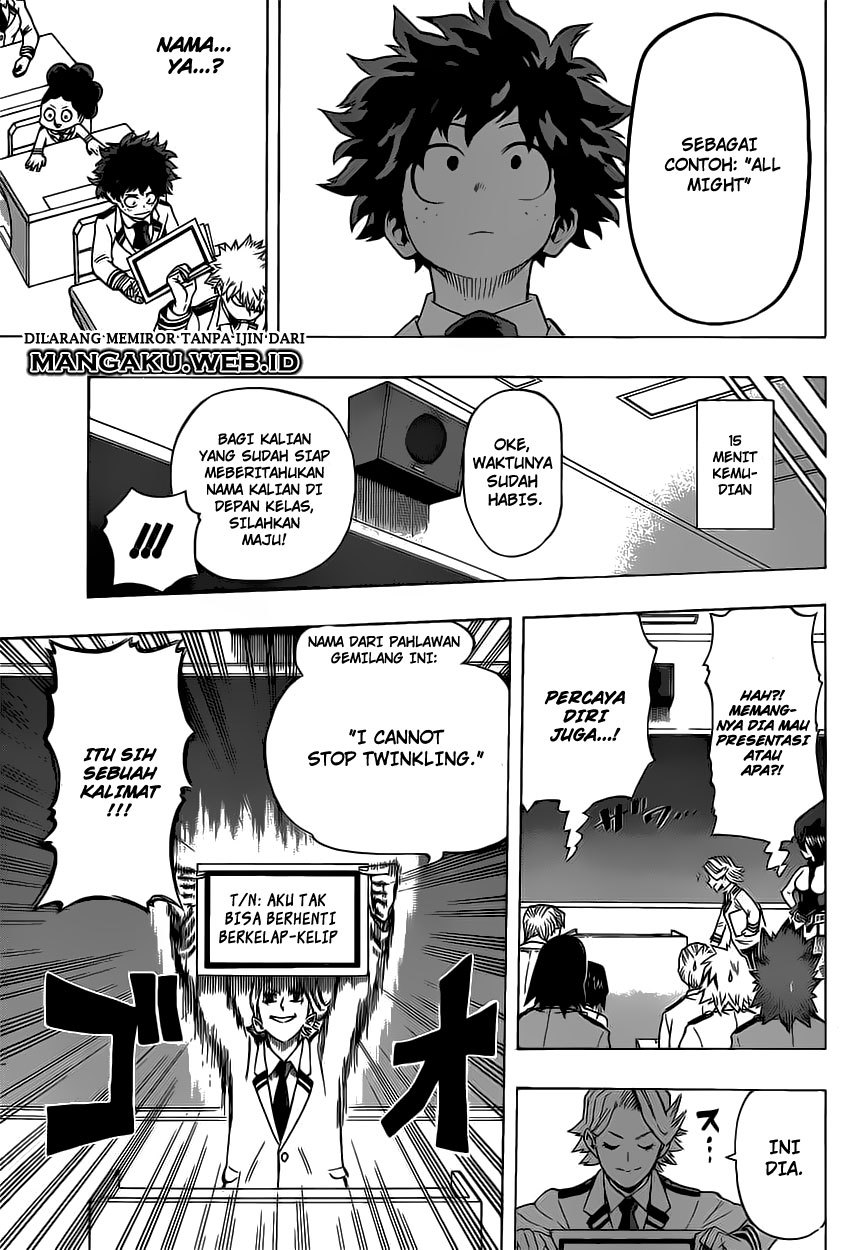 SEBAGAI
CONTOH: "ALL
MIGHT"
NAMA...
YA...?
DILARANG MEMIROR TANPA IJIN DARI
MANGAKU.WEB.ID
15
MENIT
KEMU-
DIAN
OKE,
WAKTUNYA
SUDAH
HABIS.
BAGI KALIAN
YANG SUDAH SIAP
MEBERITAHUKAN
NAMA KALIAN DI
DEPAN KELAS,
SILAHKAN
MAJU!
!!!
HAH?!
MEMANG-
NYA DIA MAU
PRESENTASI
ATAU
APA?!
PERCAYA
DIRI
JUGA...!
INI
DIA.
ス...
NAMA DARI PAHLAWAN
GEMILANG INI:
"I CANNOT
STOP TWINKLING."
T/N: AKU TAK
BISA BERHENTI
BERKELAP-KELIP
ITU SIH
SEBUAH
KALIMAT
!!!
ゴオ